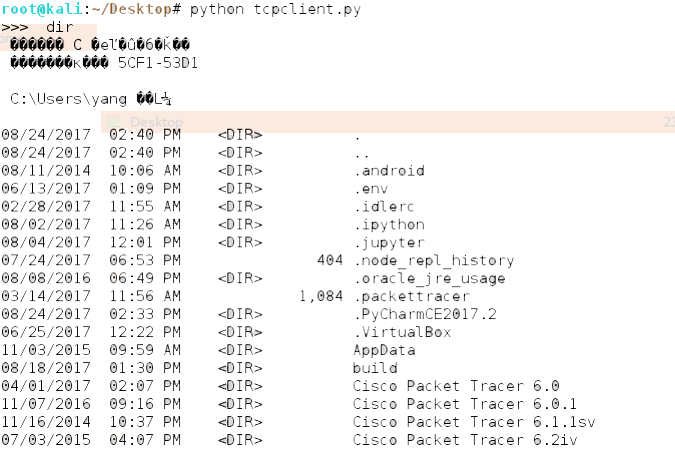 root@kali:~/Desktop# python tcpclient.py
>>> dir
C
5CF1-53D1
C:\Users\yang
Desktop
08/24/2017 02:40 PM <DIR> .
08/24/2017 02:40 PM <DIR> ..
08/11/2014 10:06 AM <DIR> .android
06/13/2017 01:09 PM <DIR> .env
02/28/2017 11:55 AM <DIR> .idlerc
08/02/2017 11:26 AM <DIR> .ipython
08/04/2017 12:01 PM <DIR> .jupyter
07/24/2017 06:53 PM 404 .node_repl_history
08/08/2016 06:49 PM <DIR> .oracle_jre_usage
03/14/2017 11:56 AM 1,084 .packettracer
08/24/2017 02:33 PM <DIR> .PyCharmCE2017.2
06/25/2017 12:22 PM <DIR> .VirtualBox
11/03/2015 09:59 AM <DIR> AppData
08/18/2017 01:30 PM <DIR> build
04/01/2017 02:07 PM <DIR> Cisco Packet Tracer 6.0
11/07/2016 09:16 PM <DIR> Cisco Packet Tracer 6.0.1
11/16/2014 10:37 PM <DIR> Cisco Packet Tracer 6.1.1sv
07/03/2015 04:07 PM <DIR> Cisco Packet Tracer 6.2iv